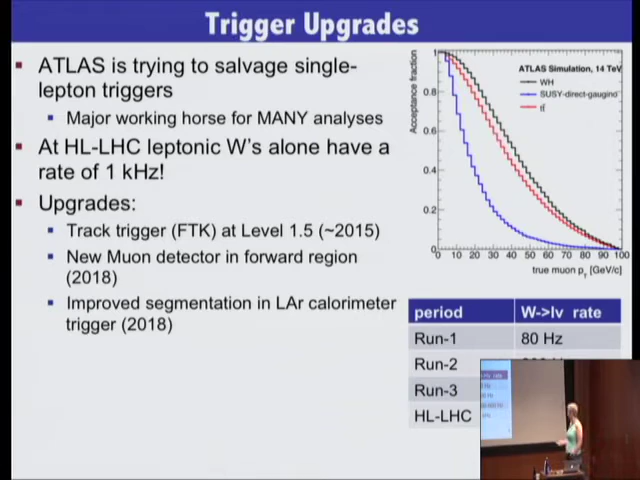 Trigger Upgrades
ATLAS is trying to salvage single-
lepton triggers
Major working horse for MANY analyses
At HL-LHC leptonic W's alone have a
rate of 1 kHz!
Upgrades:
Track trigger (FTK) at Level 1.5 (~2015)
New Muon detector in forward region
(2018)
Improved segmentation in LAr calorimeter
trigger (2018)
Acceptance fraction
1
0.8
0.6
0.4
0.2
0
ATLAS Simulation, 14 TeV
WH
SUSY-direct-gaugino
tt̄
0 10 20 30 40 50 60 70 80 90 100
true muon pT [GeV/c]
period W->lv rate
Run-1 80 Hz
Run-2
Run-3
HL-LHC